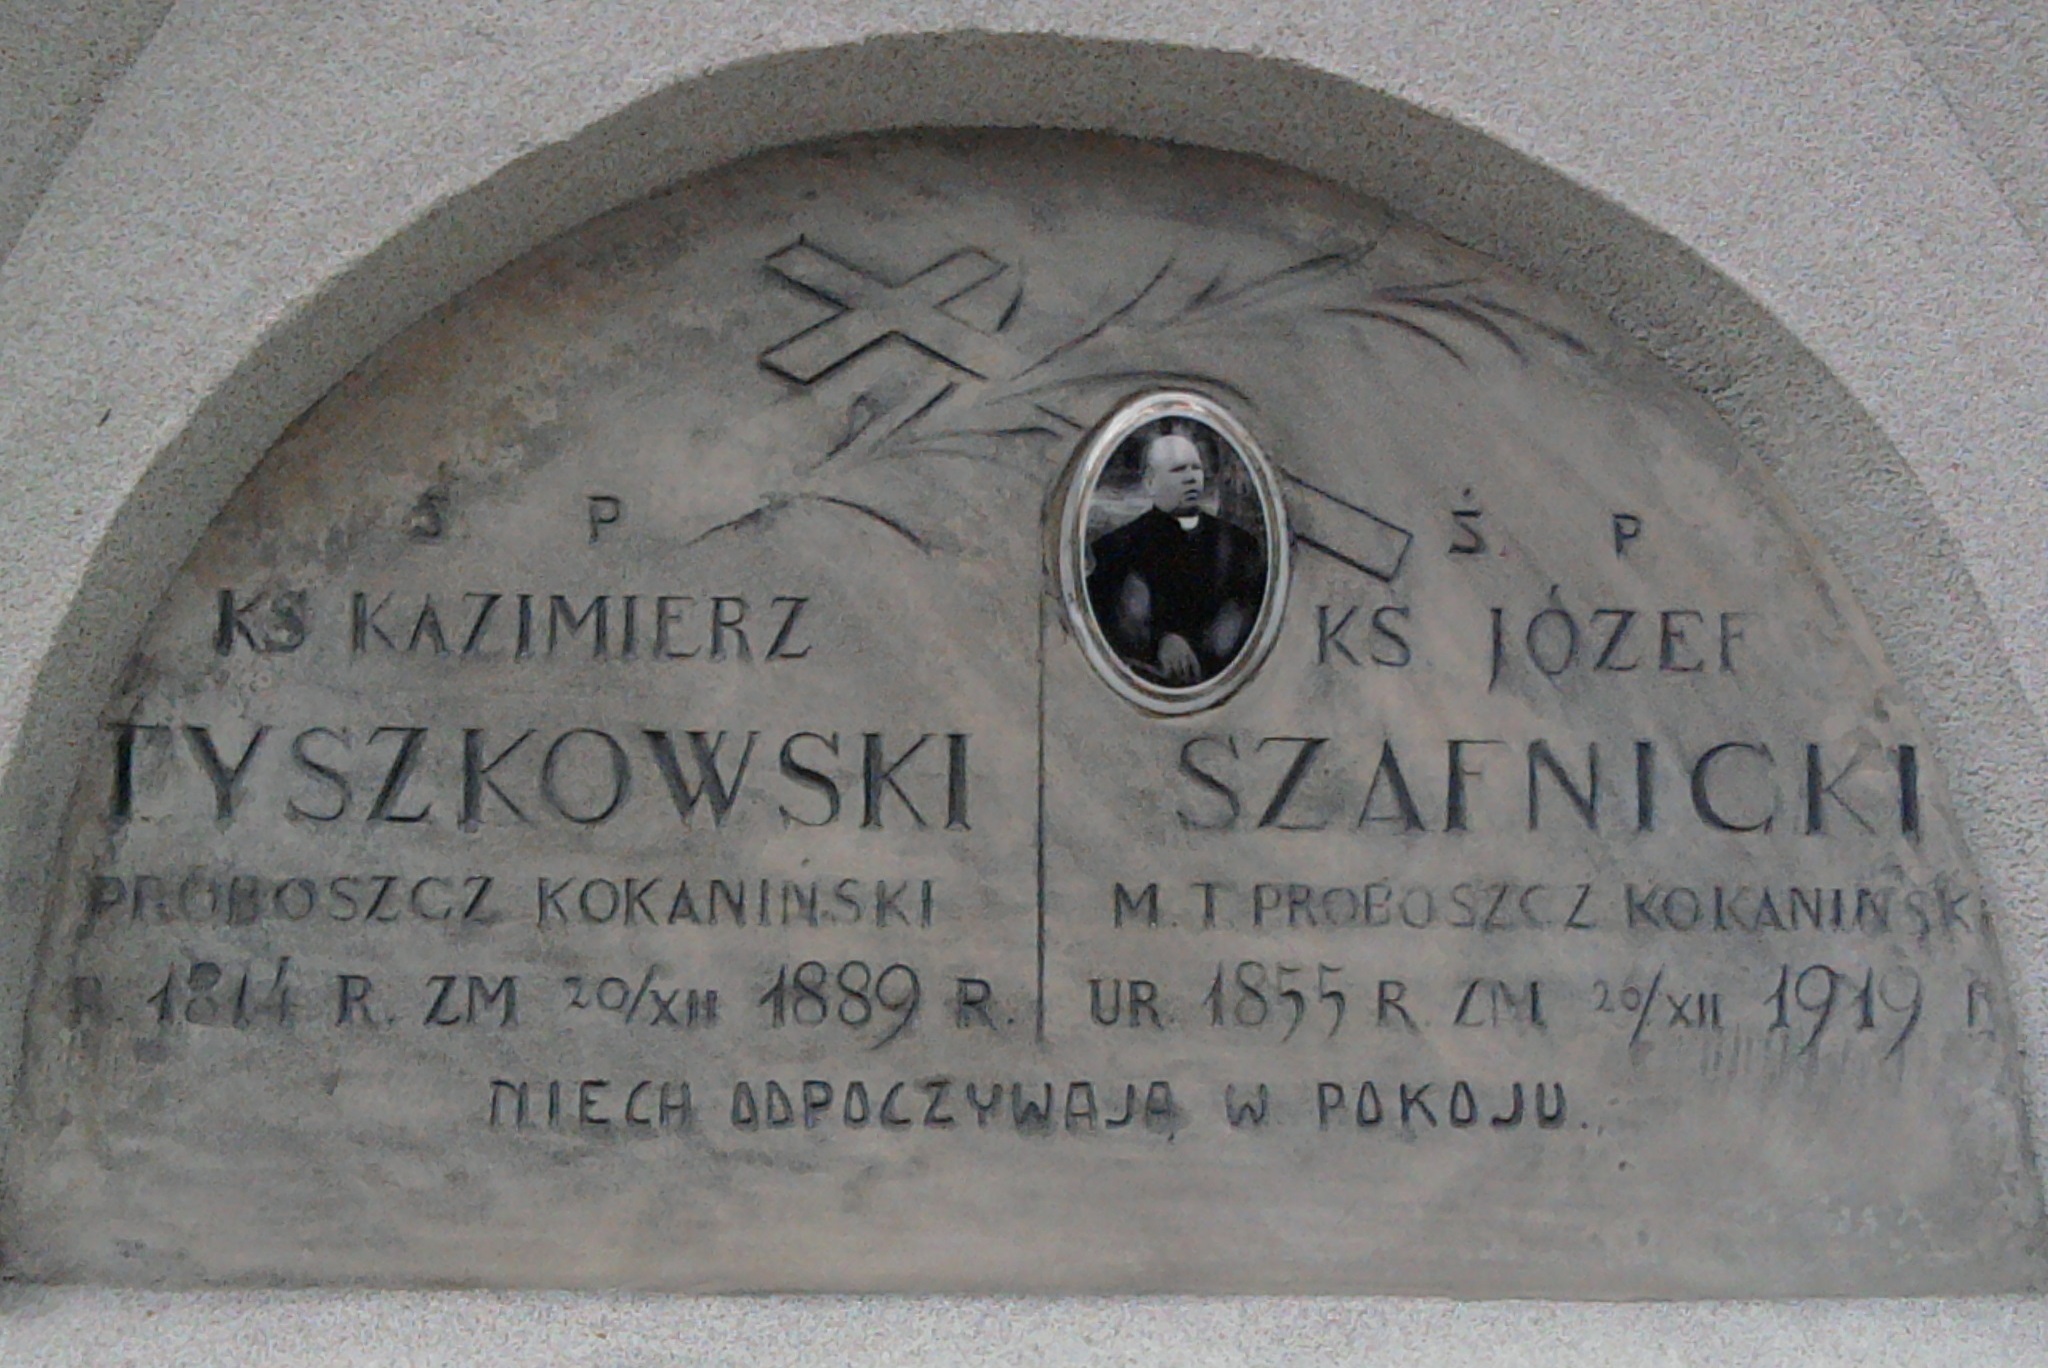 Ś P
KS KAZIMIERZ
TYSZKOWSKI
PROBOSZCZ KOKANIŃSKI
R. 1814 R. ZM 20/XII 1889 R.
Ś. P
KS. JÓZEF
SZAFNICKI
M. T. PROBOSZCZ KOKANIŃSKI
UR. 1855 R. ZM 20/XII 1919 R
NIECH ODPOCZYWAJĄ W POKOJU.